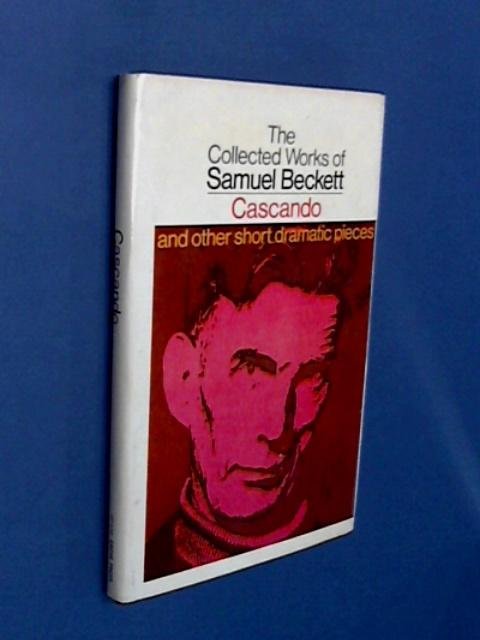 The
Collected Works of
Samuel Beckett
Cascando
and other short dramatic pieces
Cascando